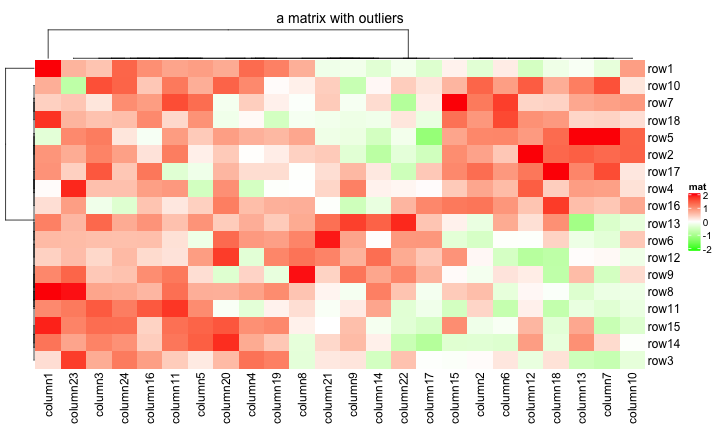 a matrix with outliers
row1
row10
row7
row18
row5
row2
row17
row4
row16
row13
row6
row12
row9
row8
row11
row15
row14
row3
mat
2
1
0
-1
-2
column1
column23
column3
column24
column16
column11
column5
column20
column4
column19
column8
column21
column9
column14
column22
column17
column15
column2
column6
column12
column18
column13
column7
column10